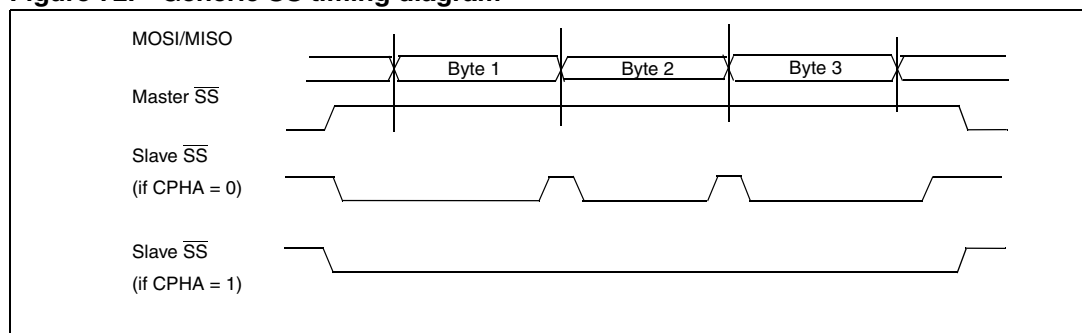 Figure 72. Generic SS timing diagram
MOSI/MISO
Byte 1 Byte 2 Byte 3
Master SS
Slave SS
(if CPHA = 0)
Slave SS
(if CPHA = 1)